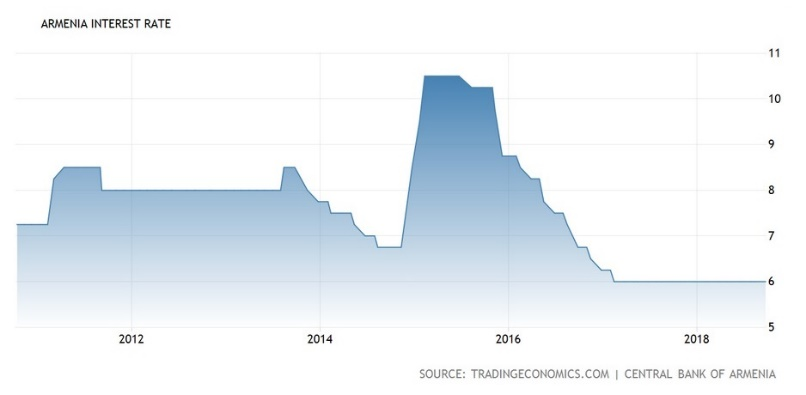 ARMENIA INTEREST RATE
11
10
9
8
7
6
5
2012 2014 2016 2018
SOURCE: TRADINGECONOMICS.COM | CENTRAL BANK OF ARMENIA